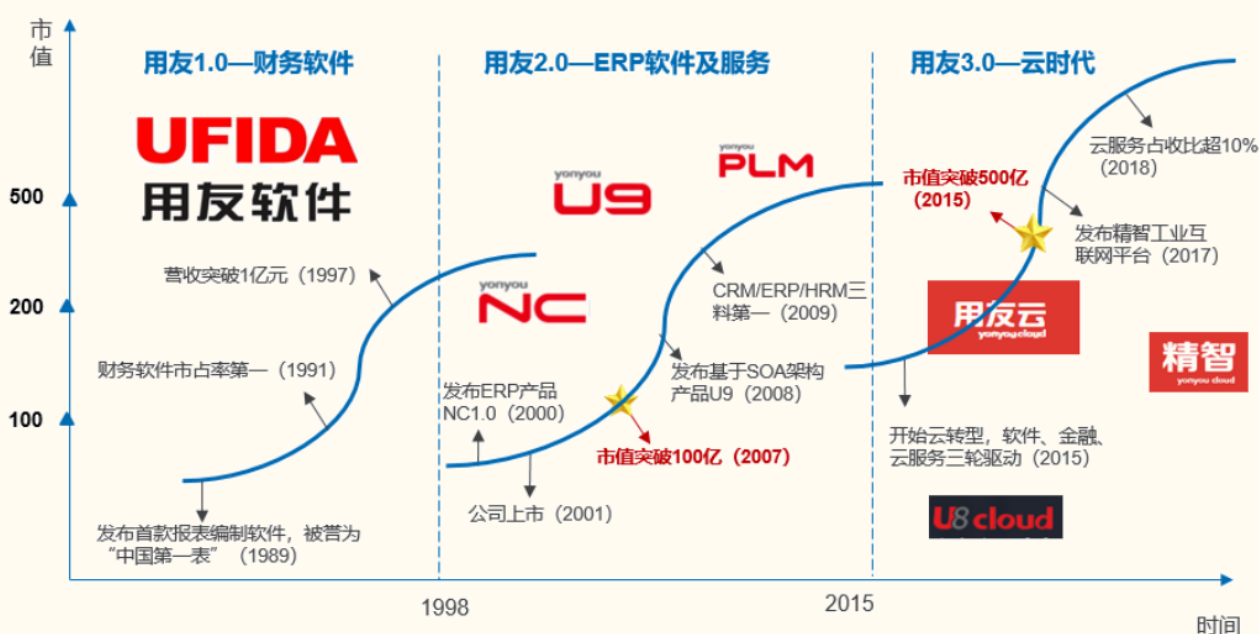 市
值
用友1.0—财务软件
用友2.0—ERP软件及服务
用友3.0—云时代
UFIDA
用友软件
yonyou
U9
yonyou
PLM
yonyou
NC
500
200
100
营收突破1亿元（1997）
财务软件市占率第一（1991）
发布首款报表编制软件，被誉为
“中国第一表”（1989）
发布ERP产品
NC1.0（2000）
公司上市（2001）
市值突破100亿（2007）
发布基于SOA架构
产品U9（2008）
CRM/ERP/HRM三
料第一（2009）
市值突破500亿
（2015）
云服务占收比超10%
（2018）
发布精智工业互
联网平台（2017）
用友云
yonyou cloud
精智
yonyou cloud
开始云转型，软件、金融、
云服务三轮驱动（2015）
U8 cloud
1998
2015
时间